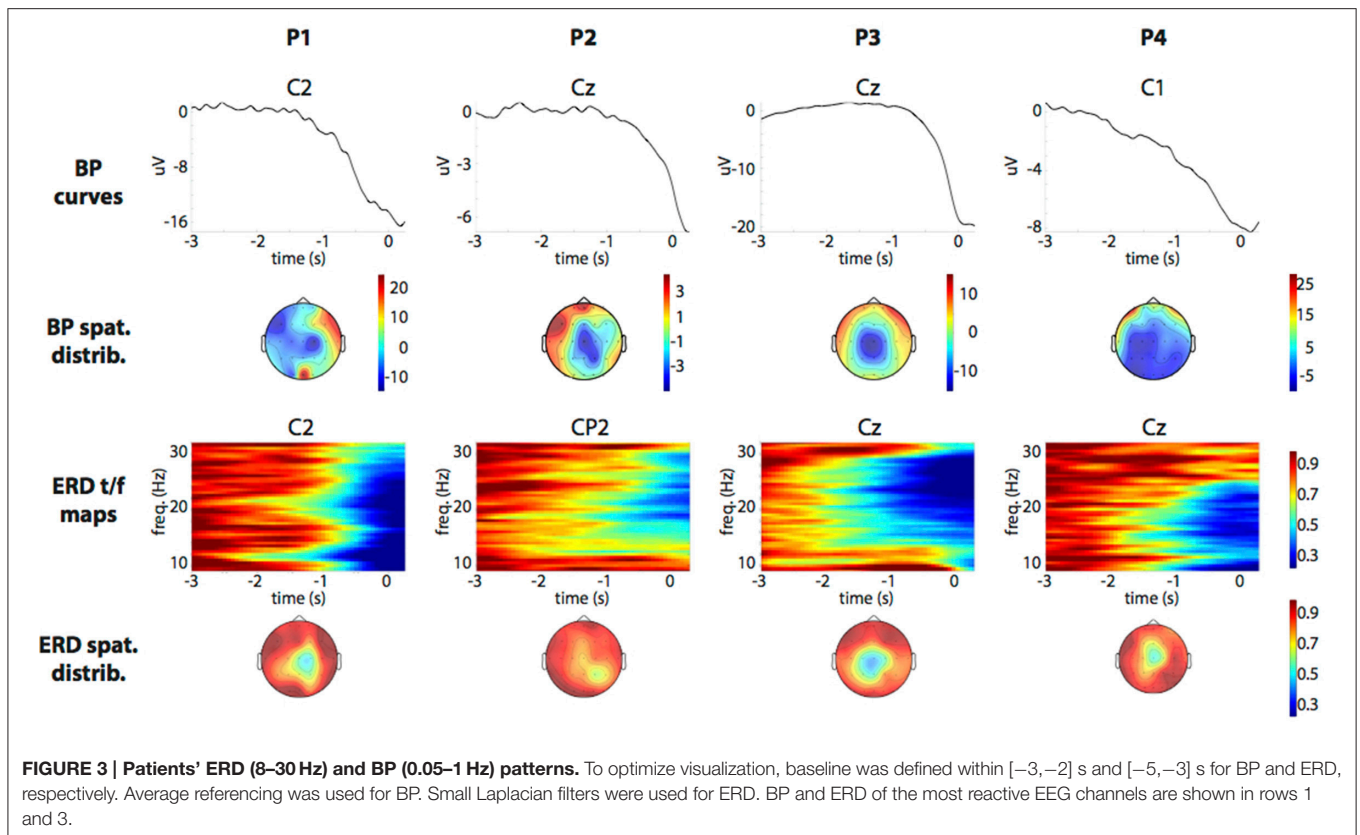 P1 P2 P3 P4
C2 Cz Cz C1
BP curves
uV 0 -8 -16
-3 -2 -1 0
time (s)
uV 0 -3 -6
-3 -2 -1 0
time (s)
uV 0 -10 -20
-3 -2 -1 0
time (s)
uV 0 -4 -8
-3 -2 -1 0
time (s)
BP spat. distrib.
20 10 0 -10
3 1 -1 -3
10 0 -10
25 15 5 -5
C2 CP2 Cz Cz
ERD t/f maps
freq. (Hz) 30 20 10
-3 -2 -1 0
time (s)
freq. (Hz) 30 20 10
-3 -2 -1 0
time (s)
freq. (Hz) 30 20 10
-3 -2 -1 0
time (s)
freq. (Hz) 30 20 10
-3 -2 -1 0
time (s)
0.9 0.7 0.5 0.3
ERD spat. distrib.
0.9 0.7 0.5 0.3
FIGURE 3 | Patients' ERD (8–30 Hz) and BP (0.05–1 Hz) patterns. To optimize visualization, baseline was defined within [−3,−2] s and [−5,−3] s for BP and ERD,
respectively. Average referencing was used for BP. Small Laplacian filters were used for ERD. BP and ERD of the most reactive EEG channels are shown in rows 1
and 3.